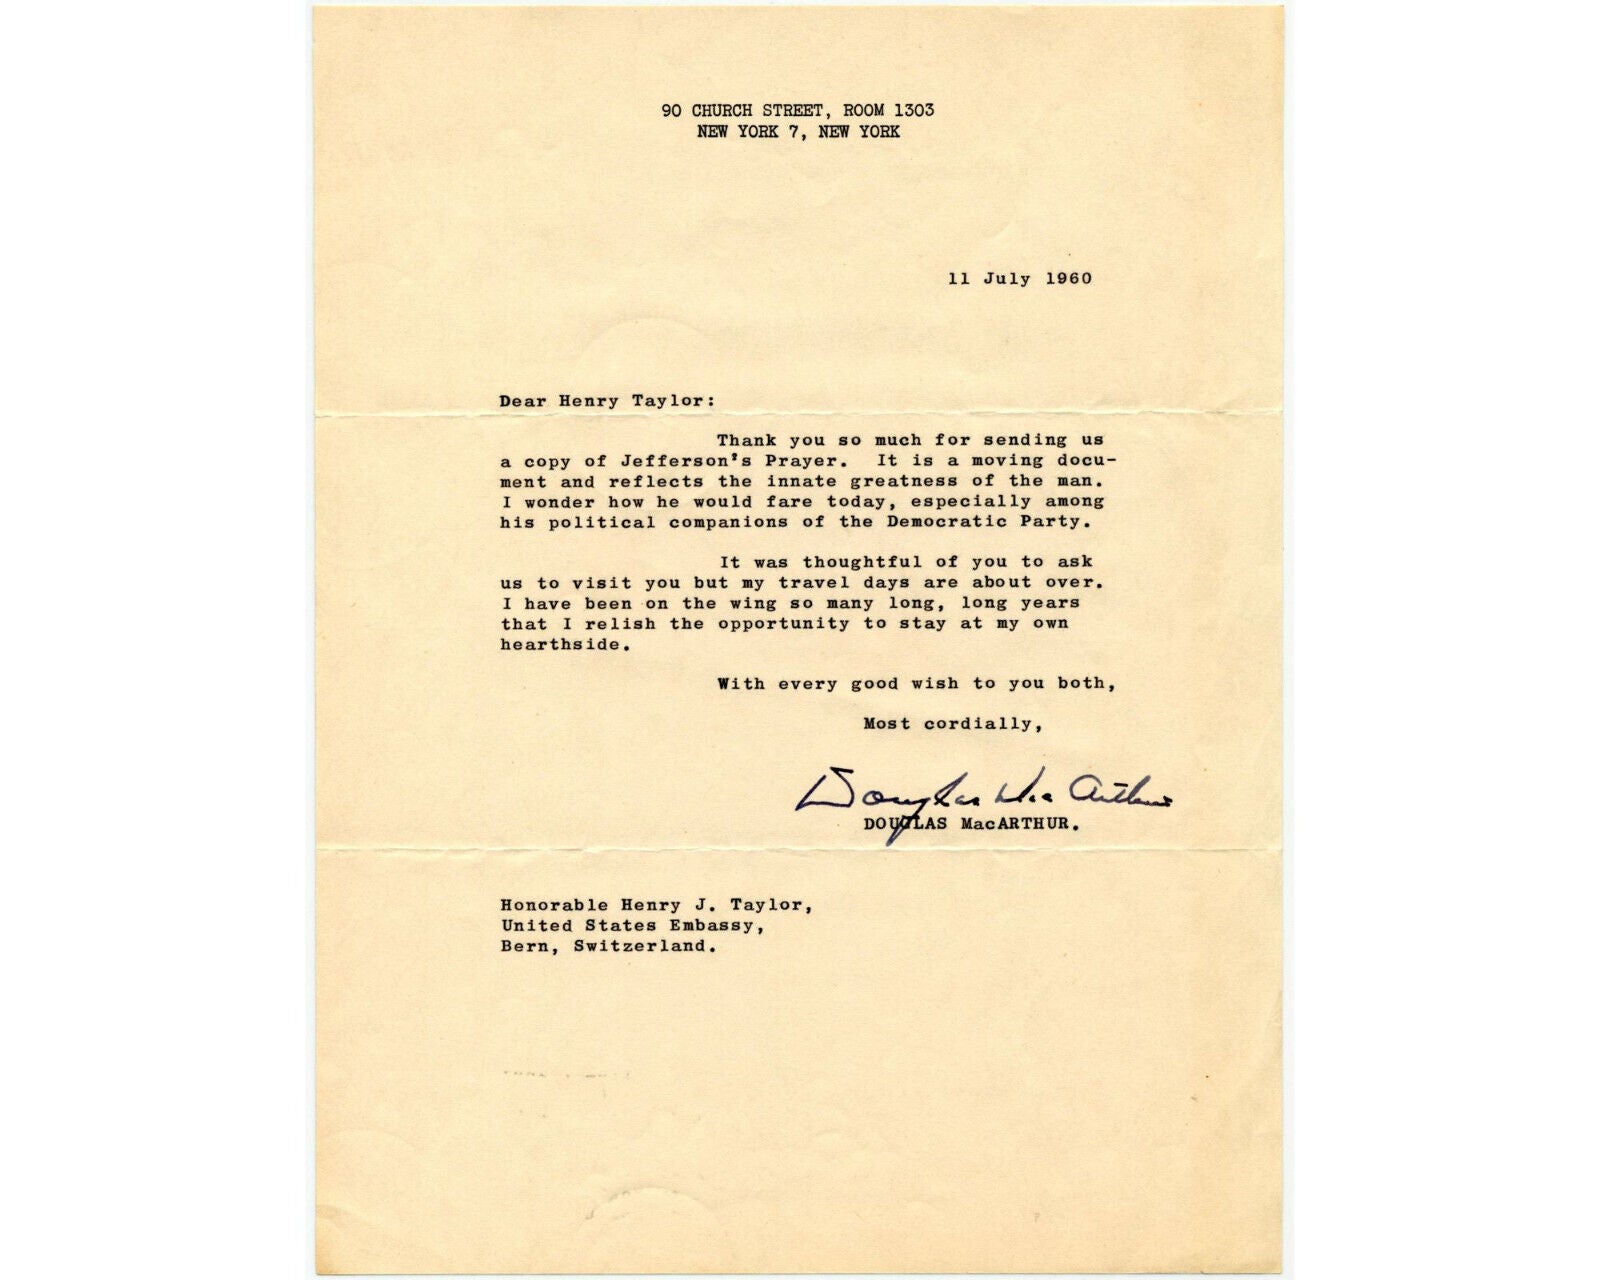 90 CHURCH STREET, ROOM 1303
NEW YORK 7, NEW YORK
11 July 1960
Dear Henry Taylor:
Thank you so much for sending us
a copy of Jefferson's Prayer. It is a moving docu-
ment and reflects the innate greatness of the man.
I wonder how he would fare today, especially among
his political companions of the Democratic Party.
It was thoughtful of you to ask
us to visit you but my travel days are about over.
I have been on the wing so many long, long years
that I relish the opportunity to stay at my own
hearthside.
With every good wish to you both,
Most cordially,
Douglas MacArthur
DOUGLAS MacARTHUR.
Honorable Henry J. Taylor,
United States Embassy,
Bern, Switzerland.